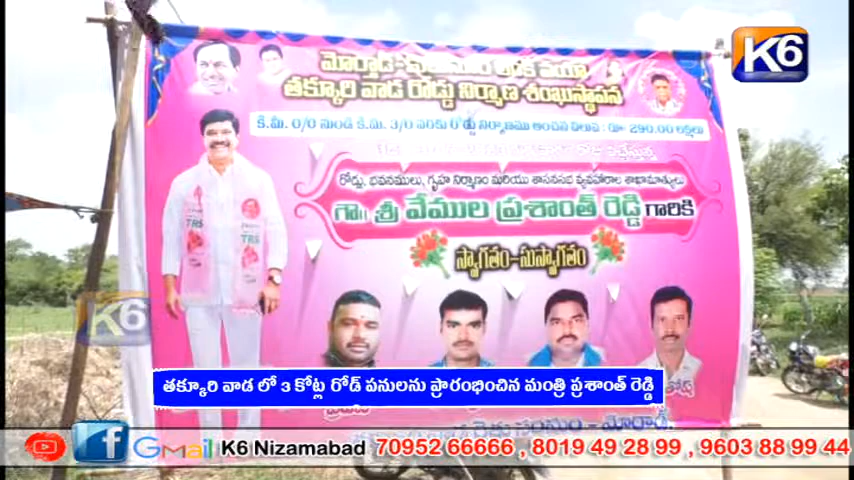 K6
మోర్తాడ్
తక్కూరి వాడ రోడ్డు నిర్మాణ శంఖుస్థాపన
కి.మీ. 0/0 నుండి కి.మీ. 3/0 వరకు రోడ్డు నిర్మాణము అంచన విలువ : రూ. 290.00 లక్షలు
రోడ్లు, భవనములు, గృహ నిర్మాణం మరియు శాసనసభ వ్యవహారాల శాఖామాత్యులు
గౌ॥ శ్రీ వేముల ప్రశాంత్ రెడ్డి గారికి
స్వాగతం-సుస్వాగతం
TRS TRS
K6
తక్కూరి వాడ లో 3 కోట్ల రోడ్ పనులను ప్రారంభించిన మంత్రి ప్రశాంత్ రెడ్డి
సంఘం - మోర్తాడ్.
f Gmail K6 Nizamabad 70952 66666 , 8019 49 28 99 , 9603 88 99 44